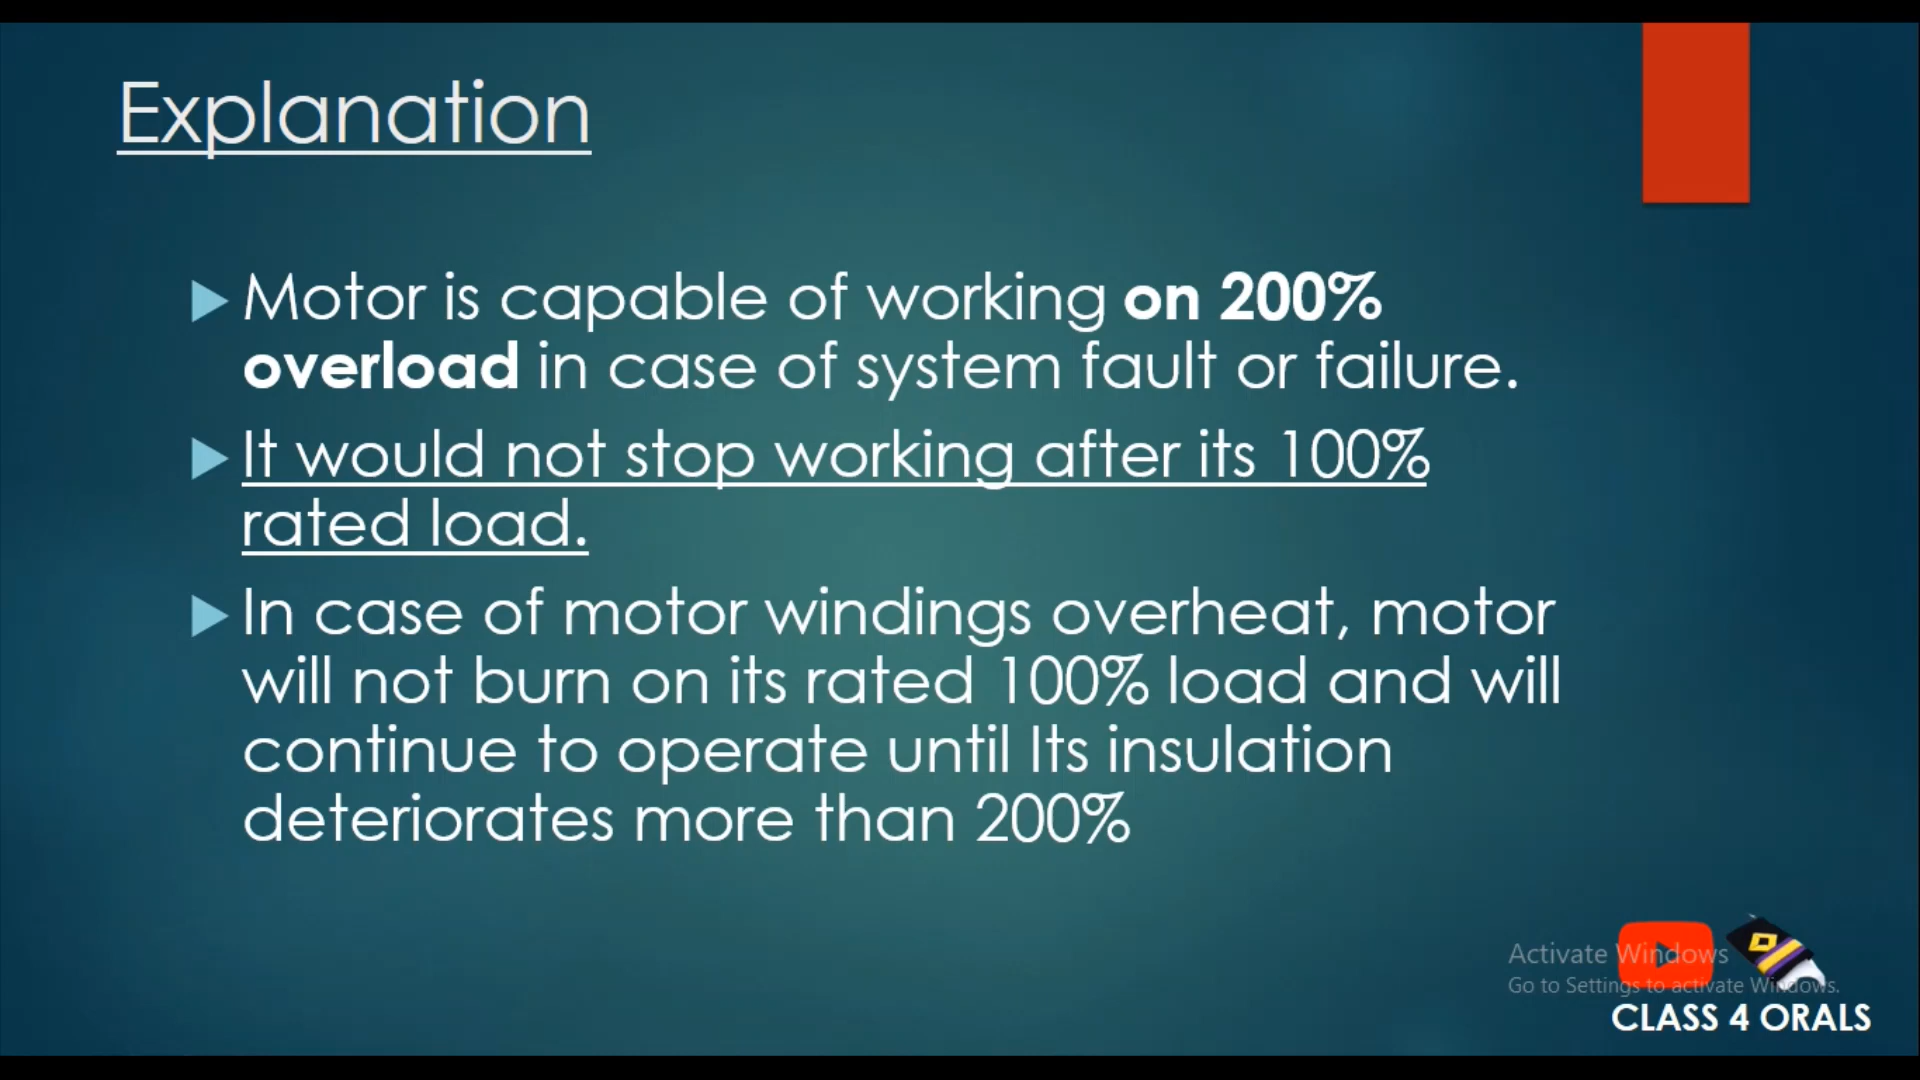 Explanation
Motor is capable of working on 200%
overload in case of system fault or failure.
It would not stop working after its 100%
rated load.
In case of motor windings overheat, motor
will not burn on its rated 100% load and will
continue to operate until Its insulation
deteriorates more than 200%
Activate Windows
Go to Settings to activate Windows.
CLASS 4 ORALS